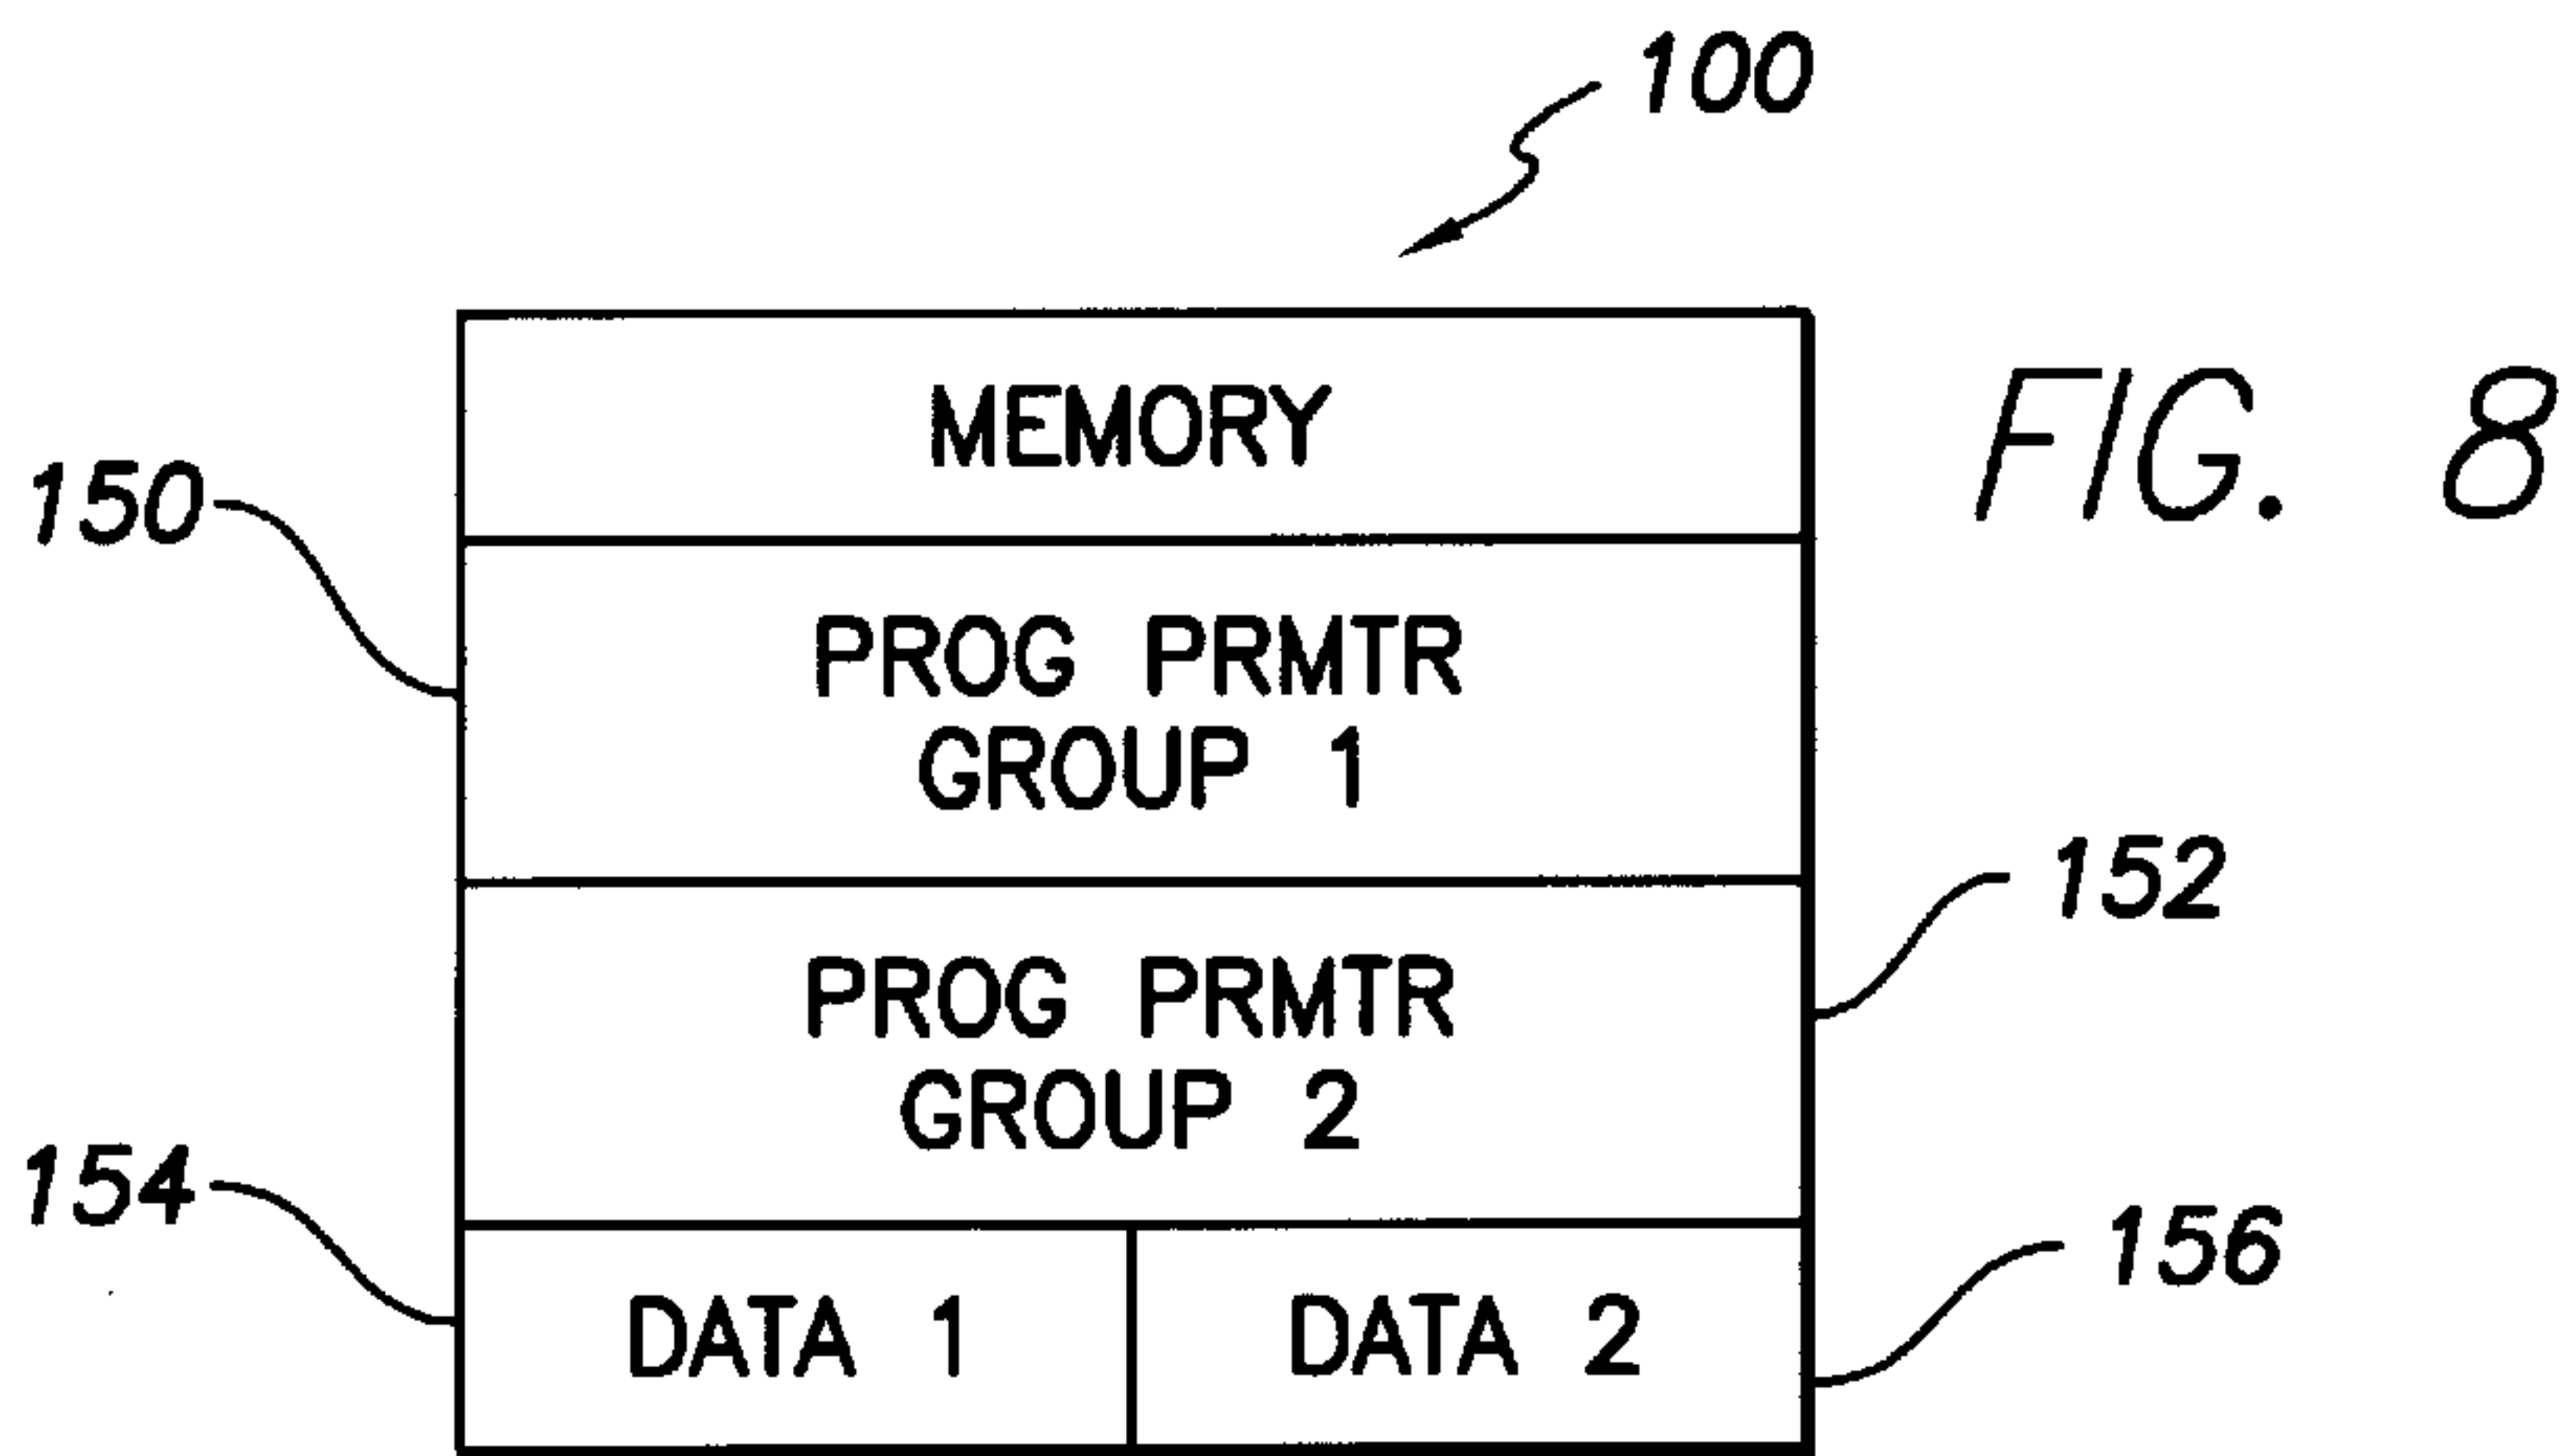 100
MEMORY
FIG. 8
150
PROG PRMTR
GROUP 1
152
PROG PRMTR
GROUP 2
154
156
DATA 1
DATA 2